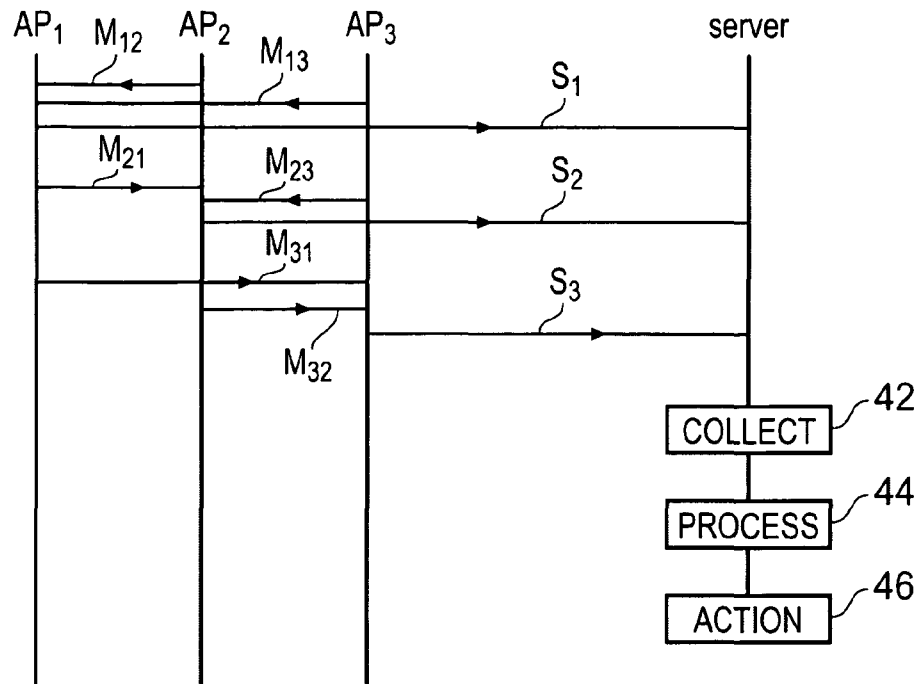 AP₁ AP₂ AP₃ server
M₁₂
M₁₃
S₁
M₂₁
M₂₃
S₂
M₃₁
S₃
M₃₂
COLLECT 42
PROCESS 44
ACTION 46